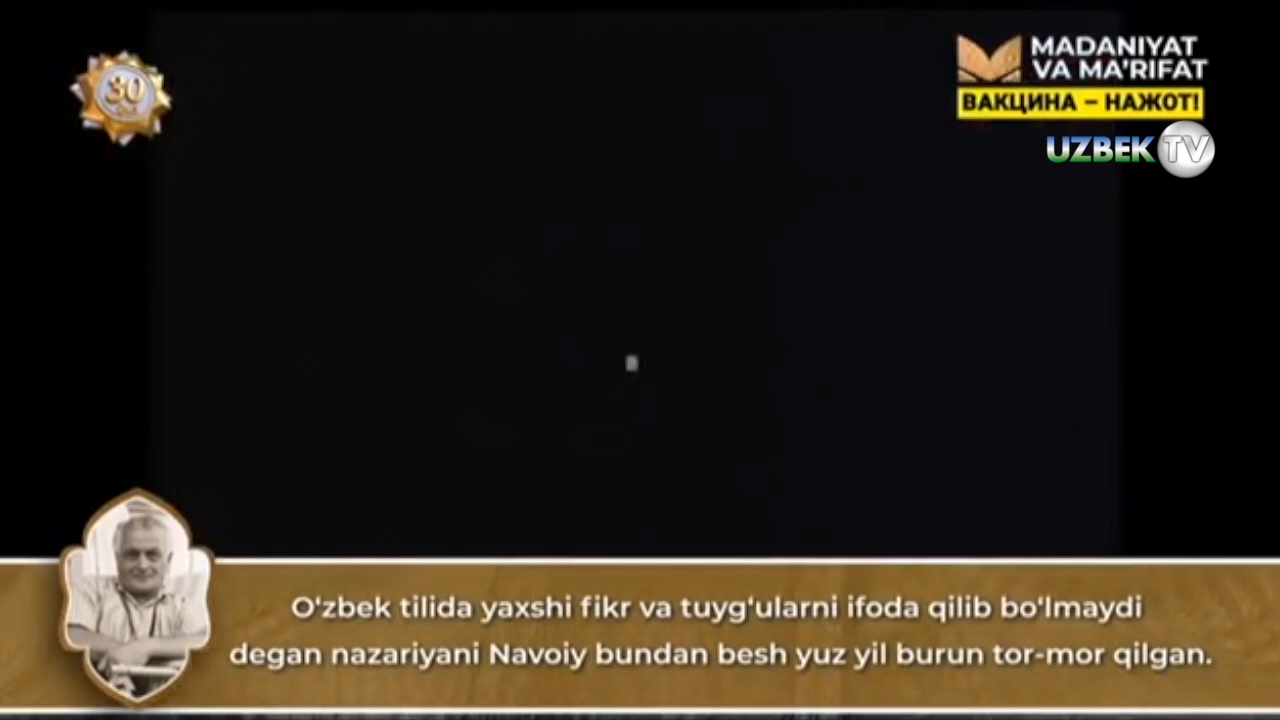 30
MADANIYAT
VA MA'RIFAT
ВАКЦИНА – НАЖОТ!
UZBEK TV
O‘zbek tilida yaxshi fikr va tuyg‘ularni ifoda qilib bo‘lmaydi
degan nazariyani Navoiy bundan besh yuz yil burun tor-mor qilgan.